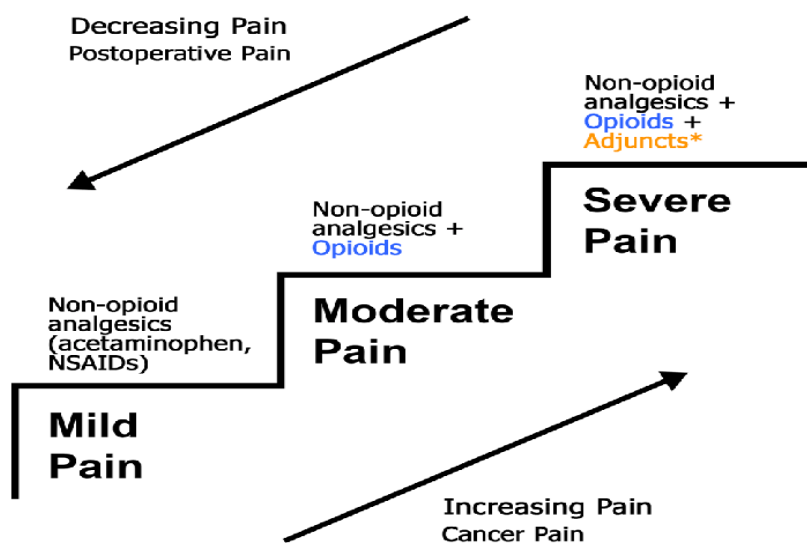 Decreasing Pain
Postoperative Pain
Non-opioid
analgesics +
Opioids +
Adjuncts*
Severe
Pain
Non-opioid
analgesics +
Opioids
Moderate
Pain
Non-opioid
analgesics
(acetaminophen,
NSAIDs)
Mild
Pain
Increasing Pain
Cancer Pain